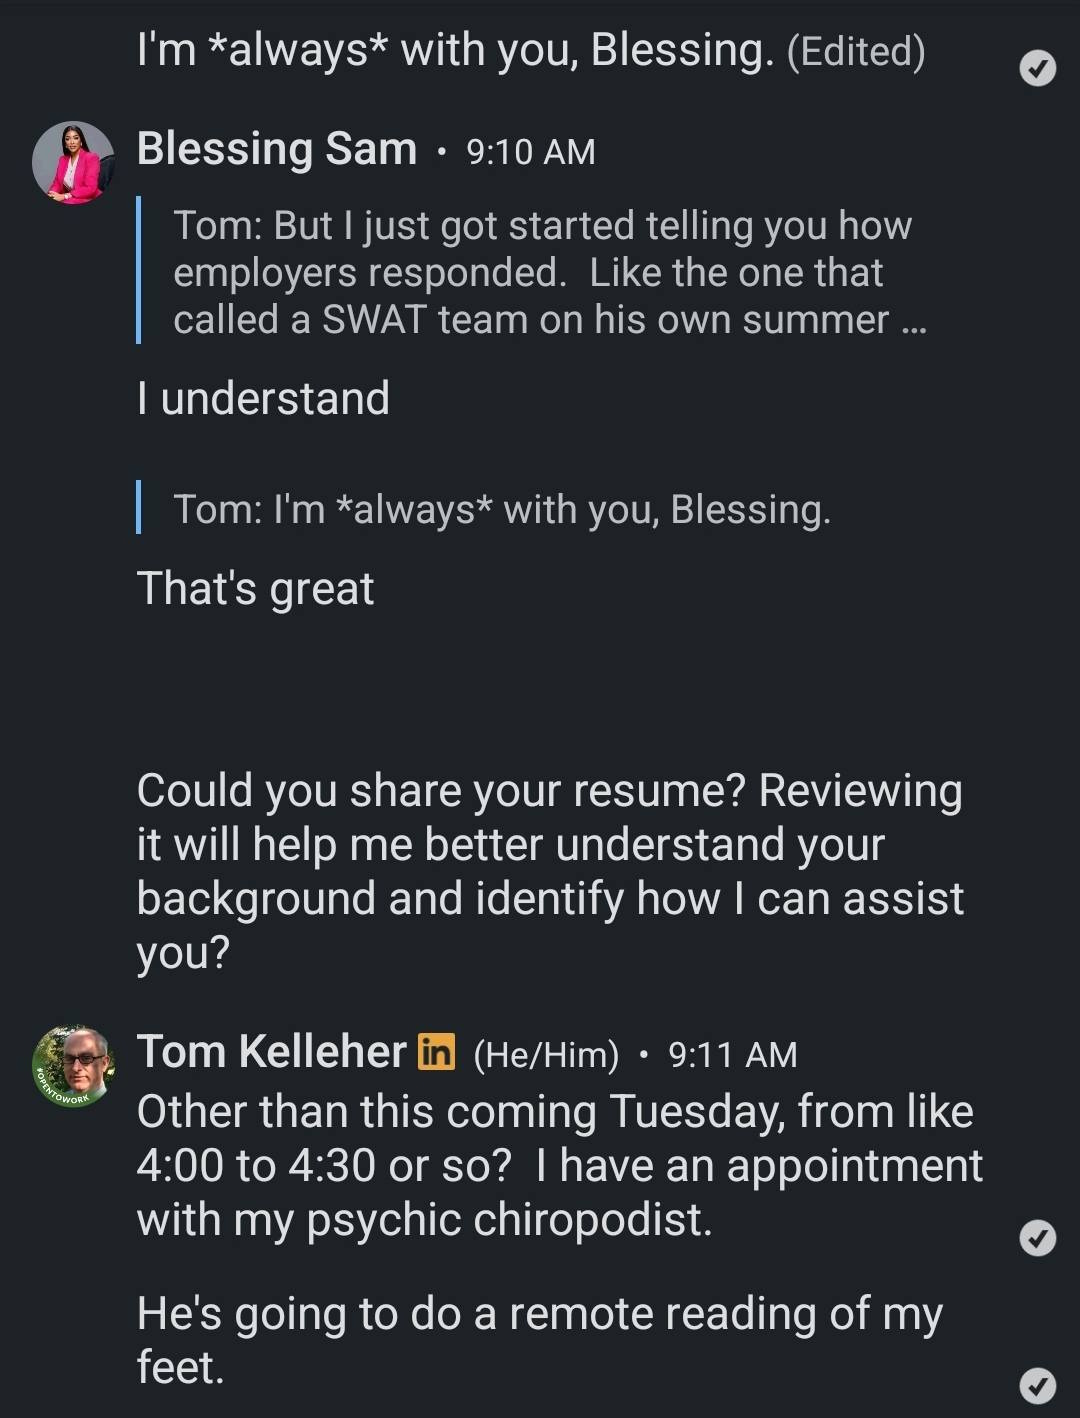 I'm *always* with you, Blessing. (Edited)
Blessing Sam • 9:10 AM
Tom: But I just got started telling you how
employers responded.  Like the one that
called a SWAT team on his own summer ...
I understand
Tom: I'm *always* with you, Blessing.
That's great
Could you share your resume? Reviewing
it will help me better understand your
background and identify how I can assist
you?
#OPENTOWORK
Tom Kelleher in (He/Him) • 9:11 AM
Other than this coming Tuesday, from like
4:00 to 4:30 or so?  I have an appointment
with my psychic chiropodist.
He's going to do a remote reading of my
feet.